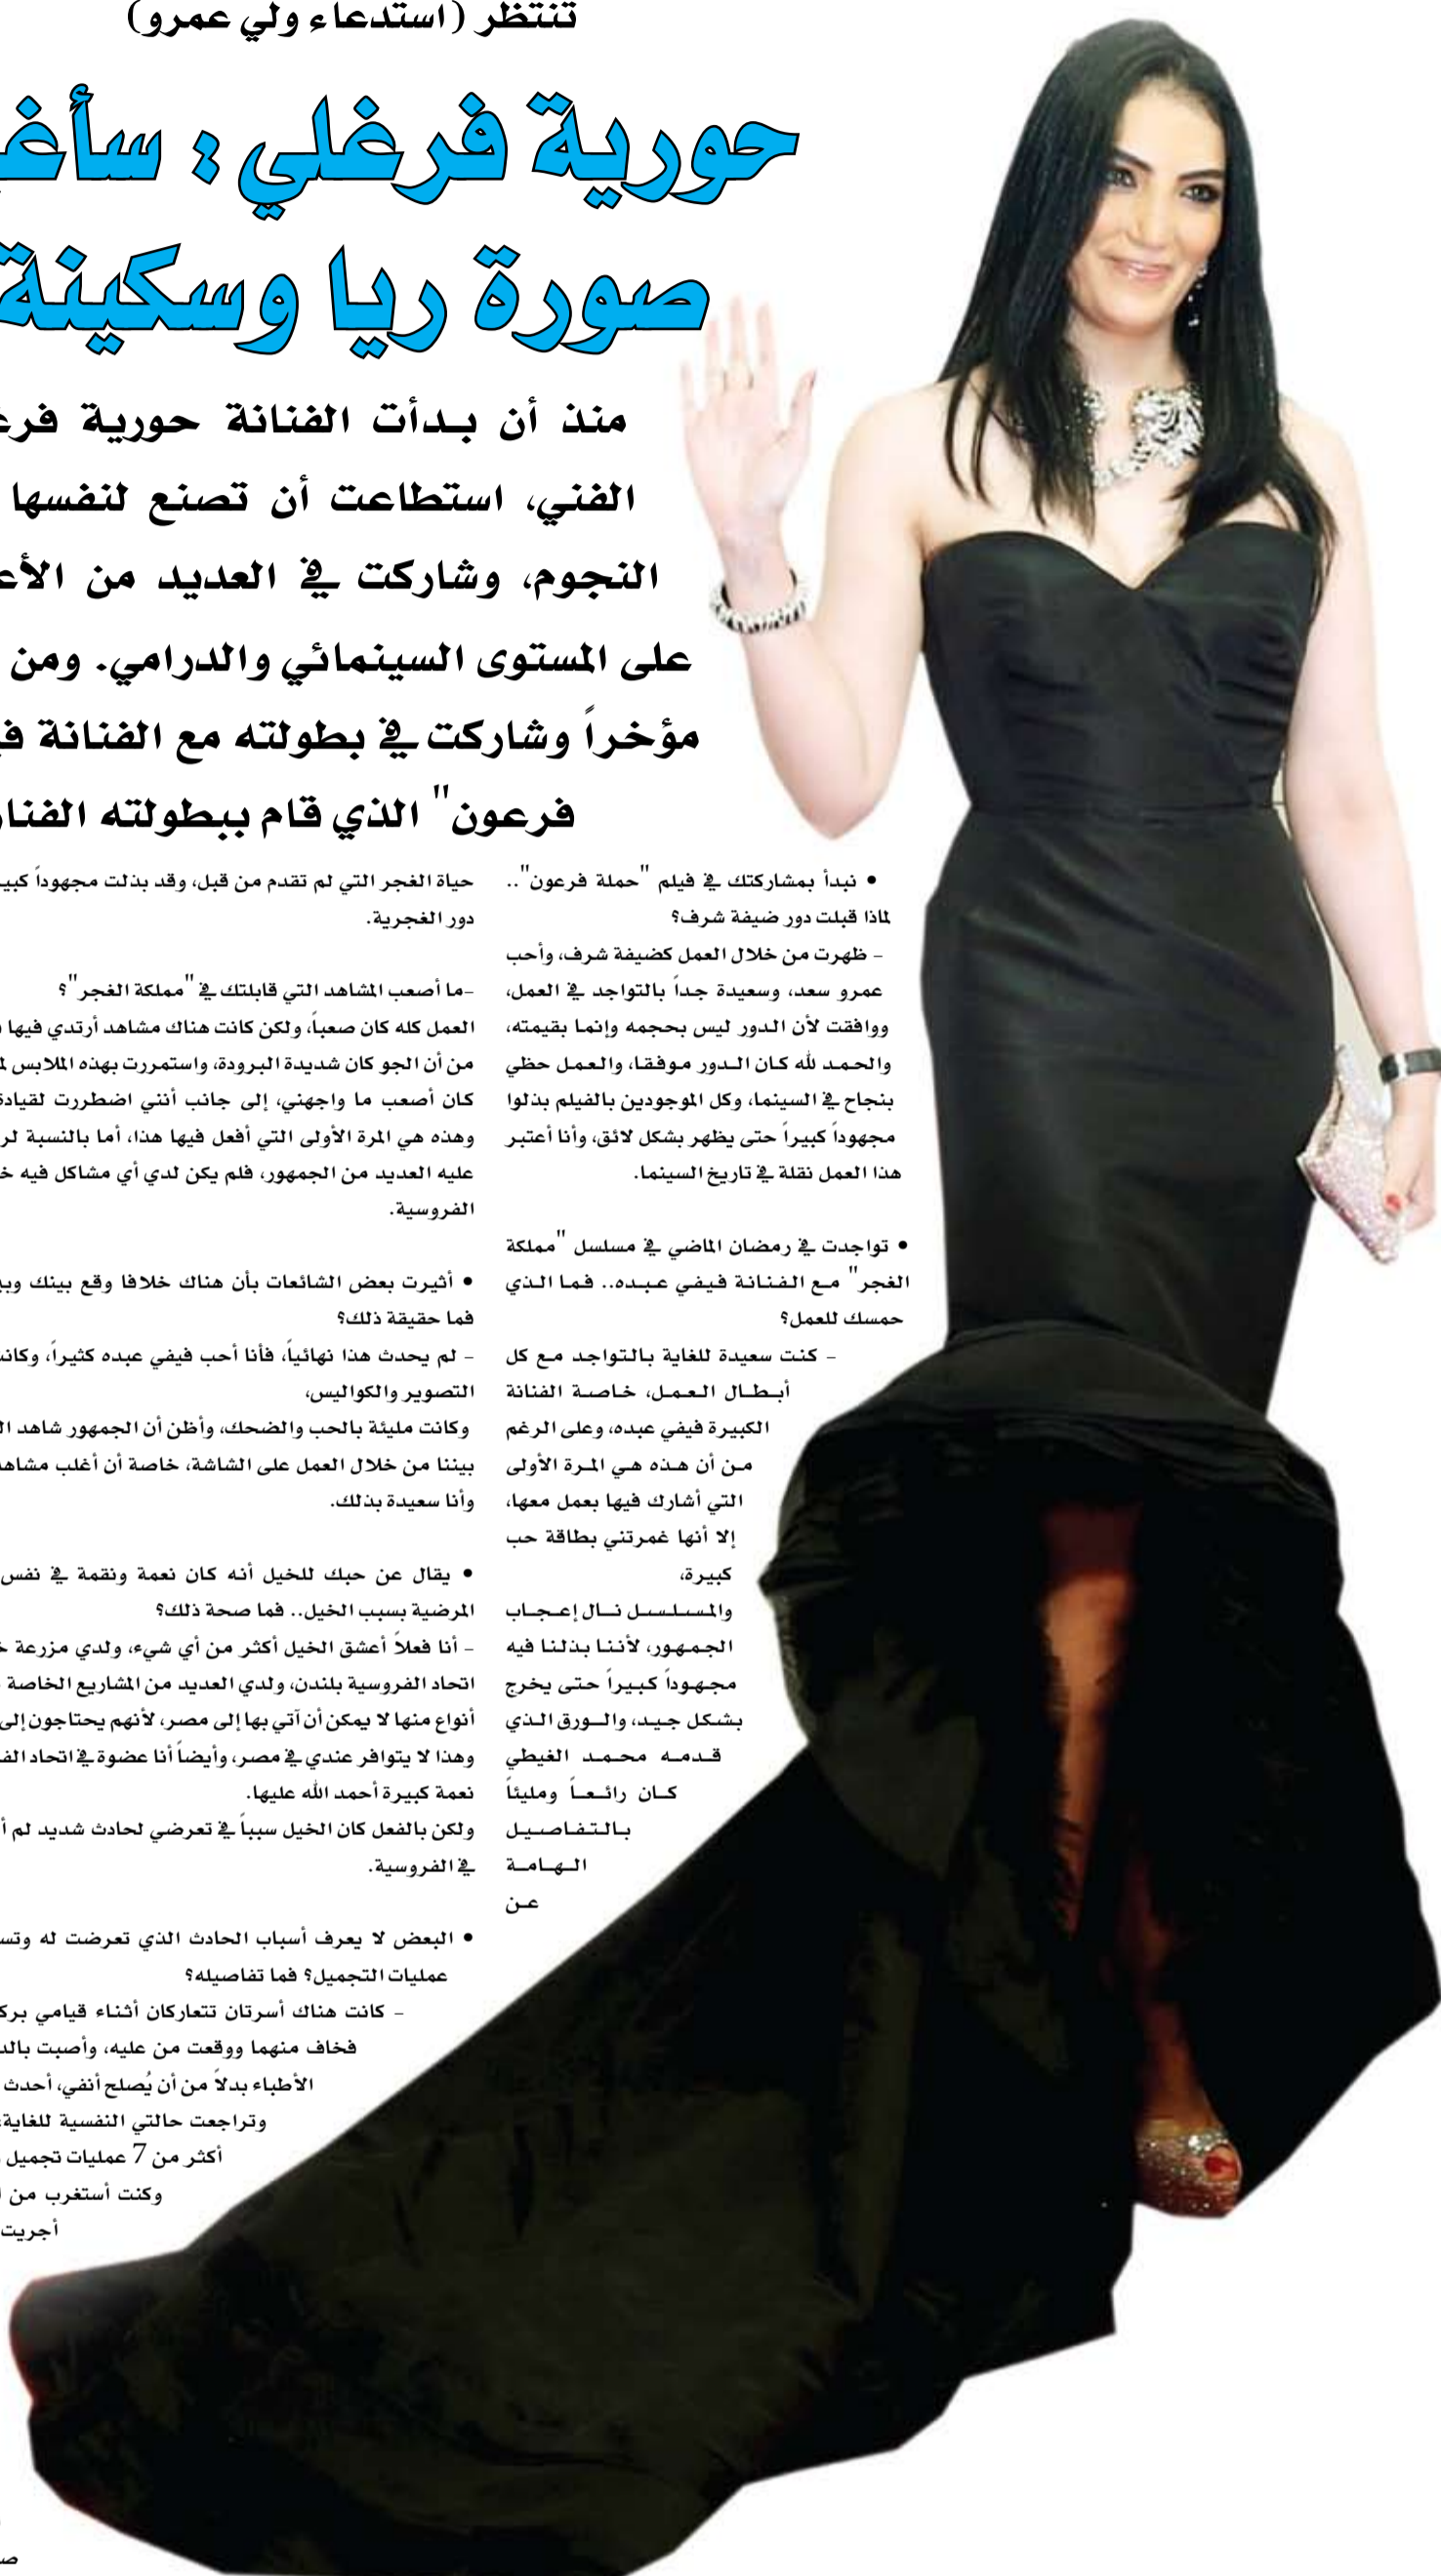 تنتظر (استدعاء ولي عمرو)
حورية فرغلي : سأغ
صورة ريا وسكينة
منذ أن بدأت الفنانة حورية فرغ
الفني، استطاعت أن تصنع لنفسها
النجوم، وشاركت في العديد من الأع
على المستوى السينمائي والدرامي. ومن
مؤخراً وشاركت في بطولته مع الفنانة في
فرعون" الذي قام ببطولته الفنان
• نبدأ بمشاركتك في فيلم "حملة فرعون"..
لماذا قبلت دور ضيفة شرف؟
- ظهرت من خلال العمل كضيفة شرف، وأحب
عمرو سعد، وسعيدة جداً بالتواجد في العمل،
ووافقت لأن الدور ليس بحجمه وإنما بقيمته،
والحمد لله كان الدور موفقا، والعمل حظي
بنجاح في السينما، وكل الموجودين بالفيلم بذلوا
مجهوداً كبيراً حتى يظهر بشكل لائق، وأنا أعتبر
هذا العمل نقلة في تاريخ السينما.
• تواجدت في رمضان الماضي في مسلسل "مملكة
الغجر" مع الفنانة فيفي عبده.. فما الذي
حمسك للعمل؟
- كنت سعيدة للغاية بالتواجد مع كل
أبطال العمل، خاصة الفنانة
الكبيرة فيفي عبده، وعلى الرغم
من أن هذه هي المرة الأولى
التي أشارك فيها بعمل معها،
إلا أنها غمرتني بطاقة حب
كبيرة،
والمسلسل نال إعجاب
الجمهور، لأننا بذلنا فيه
مجهوداً كبيراً حتى يخرج
بشكل جيد، والورق الذي
قدمه محمد الغيطي
كان رائعاً ومليئاً
بالتفاصيل
الهامة
عن
حياة الغجر التي لم تقدم من قبل، وقد بذلت مجهوداً كبي
دور الغجرية.
-ما أصعب المشاهد التي قابلتك في "مملكة الغجر"؟
العمل كله كان صعباً، ولكن كانت هناك مشاهد أرتدي فيها
من أن الجو كان شديدة البرودة، واستمررت بهذه الملابس
كان أصعب ما واجهني، إلى جانب أنني اضطررت لقيادة
وهذه هي المرة الأولى التي أفعل فيها هذا، أما بالنسبة لر
عليه العديد من الجمهور، فلم يكن لدي أي مشاكل فيه خ
الفروسية.
• أثيرت بعض الشائعات بأن هناك خلافا وقع بينك وبي
فما حقيقة ذلك؟
- لم يحدث هذا نهائياً، فأنا أحب فيفي عبده كثيراً، وكانت
التصوير والكواليس،
وكانت مليئة بالحب والضحك، وأظن أن الجمهور شاهد ال
بيننا من خلال العمل على الشاشة، خاصة أن أغلب مشاهد
وأنا سعيدة بذلك.
• يقال عن حبك للخيل أنه كان نعمة ونقمة في نفس
المرضية بسبب الخيل.. فما صحة ذلك؟
- أنا فعلاً أعشق الخيل أكثر من أي شيء، ولدي مزرعة خ
اتحاد الفروسية بلندن، ولدي العديد من المشاريع الخاصة
أنواع منها لا يمكن أن آتي بها إلى مصر، لأنهم يحتاجون إلى
وهذا لا يتوافر عندي في مصر، وأيضاً أنا عضوة في اتحاد الف
نعمة كبيرة أحمد الله عليها.
ولكن بالفعل كان الخيل سبباً في تعرضي لحادث شديد لم أ
في الفروسية.
• البعض لا يعرف أسباب الحادث الذي تعرضت له وتس
عمليات التجميل؟ فما تفاصيله؟
- كانت هناك أسرتان تتعاركان أثناء قيامي برك
فخاف منهما ووقعت من عليه، وأصبت بالد
الأطباء بدلاً من أن يُصلح أنفي، أحدث
وتراجعت حالتي النفسية للغاية
أكثر من 7 عمليات تجميل
وكنت أستغرب من ا
أجريت
ص